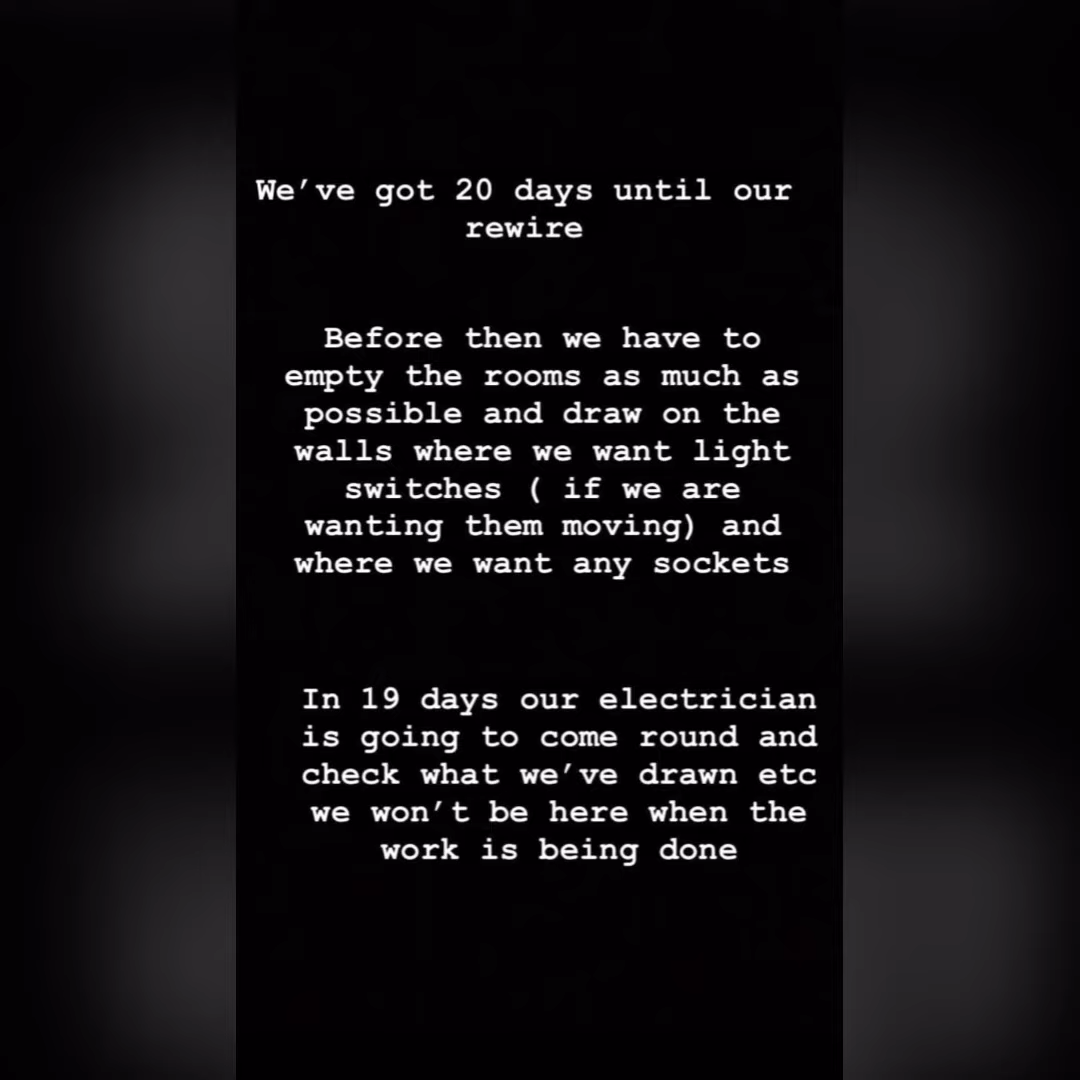 We’ve got 20 days until our
rewire
Before then we have to
empty the rooms as much as
possible and draw on the
walls where we want light
switches ( if we are
wanting them moving) and
where we want any sockets
In 19 days our electrician
is going to come round and
check what we’ve drawn etc
we won’t be here when the
work is being done